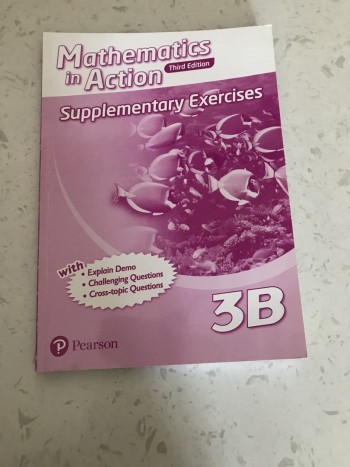 Mathematics
in Action
Third Edition
Supplementary Exercises
with
• Explain Demo
• Challenging Questions
• Cross-topic Questions
3B
P Pearson